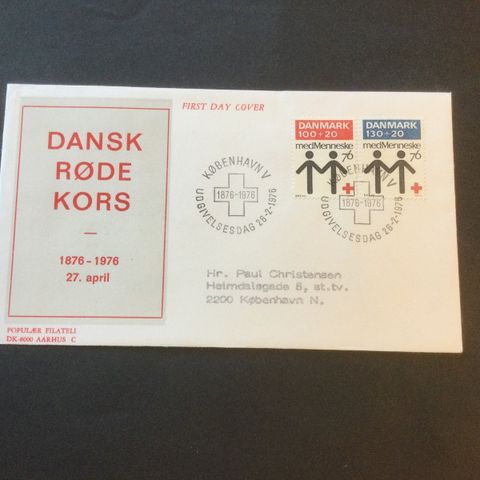 FIRST DAY COVER
DANSK
RØDE
KORS
1876-1976
27. april
POPULÆR FILATELI
DK-8000 AARHUS C
KØBENHAVN V
1876-1976
UDGIVELSESDAG 26-2-1976
DANMARK
100+20
medMenneske
76
DANMARK
130+20
medMenneske
76
KØBENHAVN V
1876-1976
UDGIVELSESDAG 26-2-1976
Hr. Paul Christensen
Heimdalsgade 5, st.tv.
2200 København N.